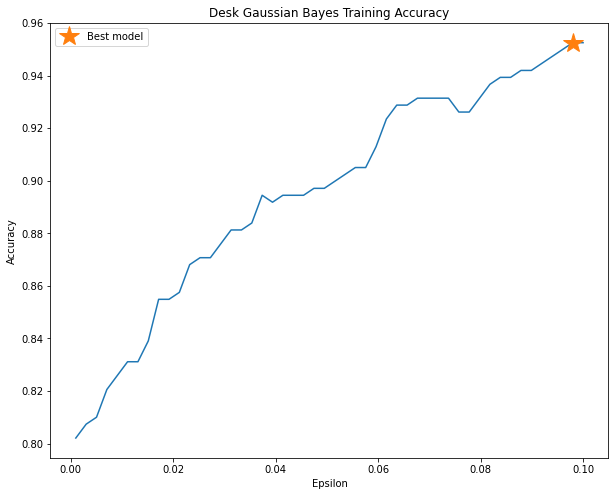 Desk Gaussian Bayes Training Accuracy
Best model
0.96
0.94
0.92
0.90
0.88
0.86
0.84
0.82
0.80
Accuracy
0.00 0.02 0.04 0.06 0.08 0.10
Epsilon